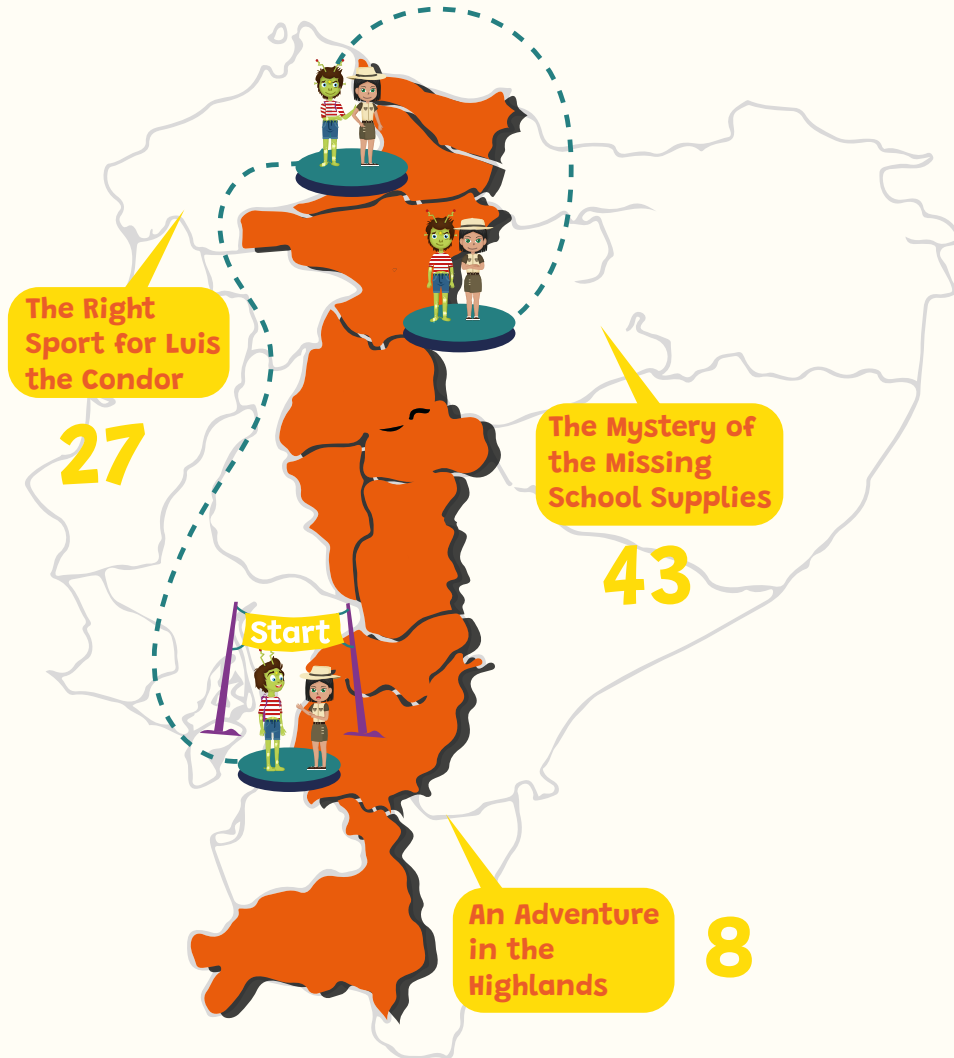 The Right
Sport for Luis
the Condor
27
The Mystery of
the Missing
School Supplies
43
Start
An Adventure
in the
Highlands
8